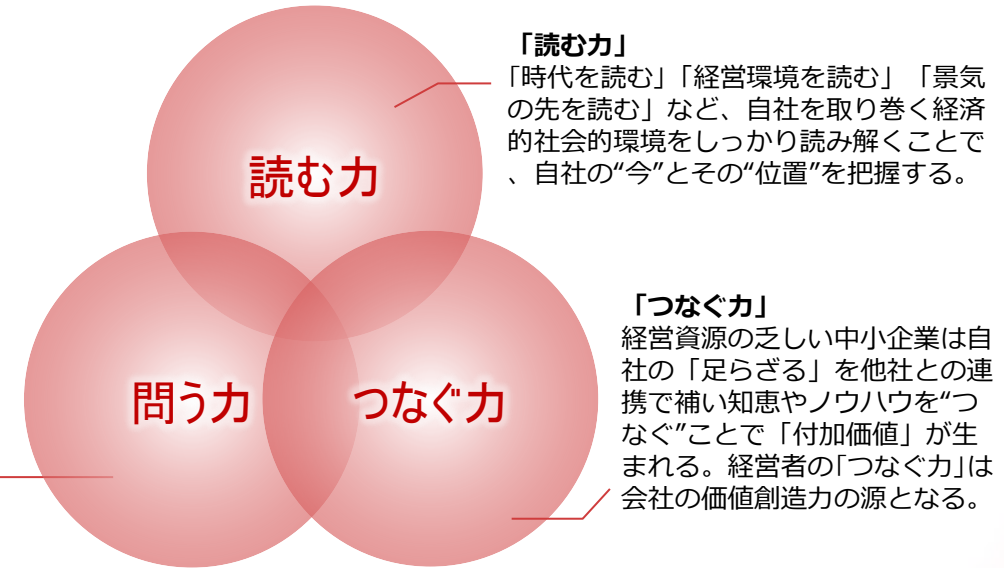 「読む力」
「時代を読む」「経営環境を読む」「景気
の先を読む」など、自社を取り巻く経済
的社会的環境をしっかり読み解くことで
、自社の“今”とその“位置”を把握する。
読む力
「つなぐ力」
経営資源の乏しい中小企業は自
社の「足らざる」を他社との連
携で補い知恵やノウハウを“つ
なぐ”ことで「付加価値」が生
まれる。経営者の「つなぐ力」は
会社の価値創造力の源となる。
問う力
つなぐ力